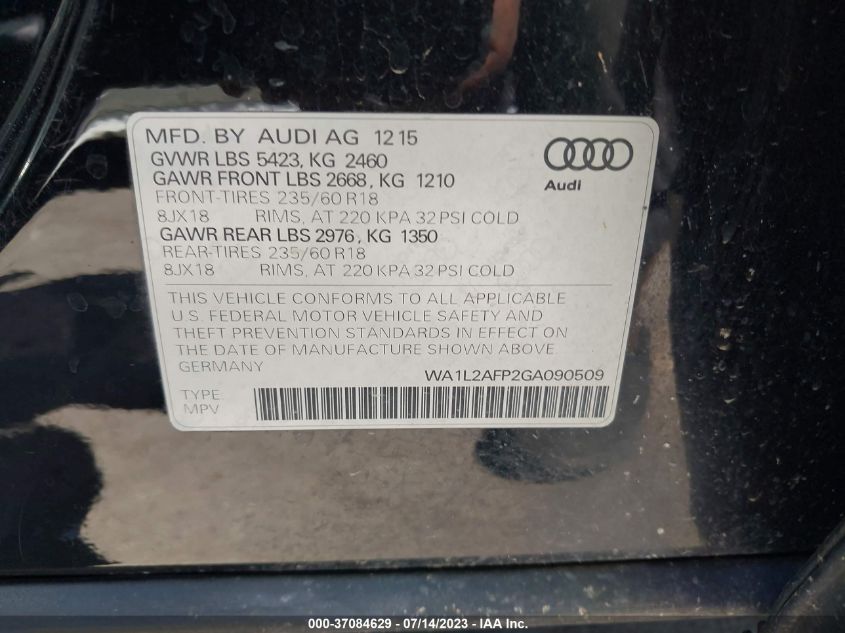 MFD. BY AUDI AG 12 15
GVWR LBS 5423, KG 2460
GAWR FRONT LBS 2668, KG 1210
FRONT-TIRES 235/60 R18
8JX18 RIMS, AT 220 KPA 32 PSI COLD
GAWR REAR LBS 2976, KG 1350
REAR-TIRES 235/60 R18
8JX18 RIMS, AT 220 KPA 32 PSI COLD
Audi
THIS VEHICLE CONFORMS TO ALL APPLICABLE
U.S. FEDERAL MOTOR VEHICLE SAFETY AND
THEFT PREVENTION STANDARDS IN EFFECT ON
THE DATE OF MANUFACTURE SHOWN ABOVE.
GERMANY
WA1L2AFP2GA090509
TYPE
MPV
000-37084629 - 07/14/2023 - IAA Inc.